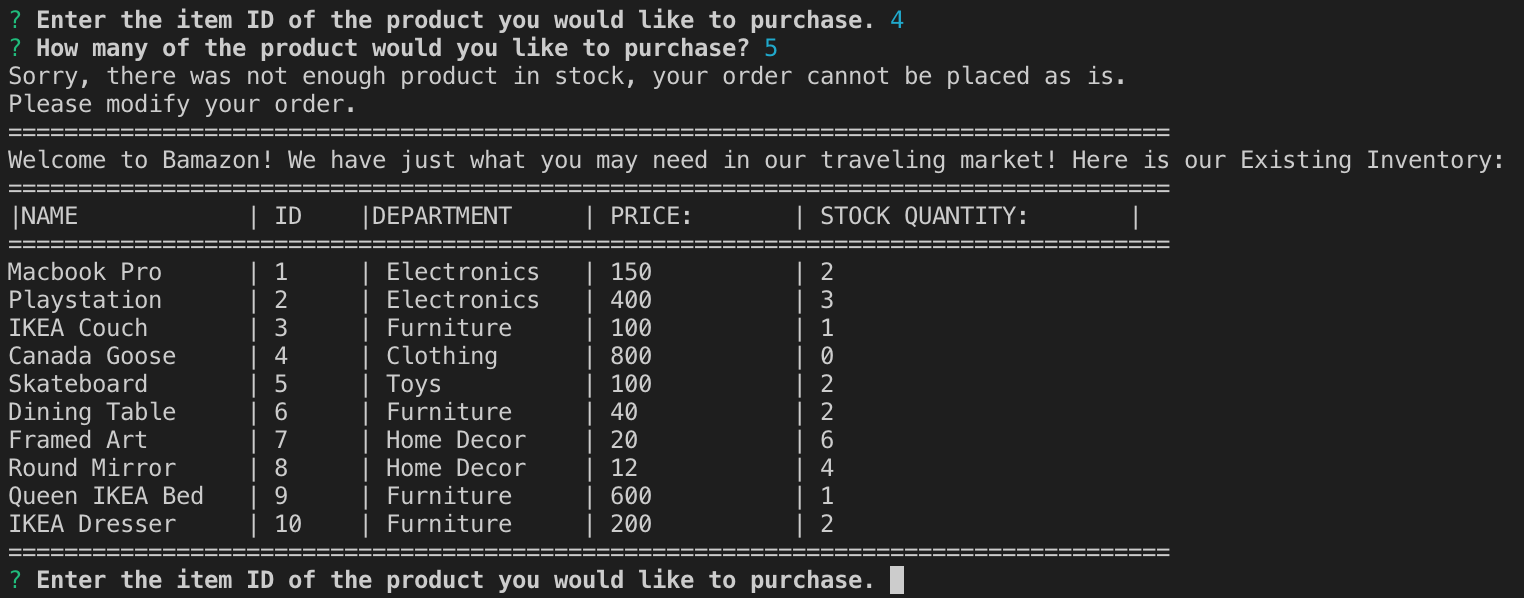 ? Enter the item ID of the product you would like to purchase. 4
? How many of the product would you like to purchase? 5
Sorry, there was not enough product in stock, your order cannot be placed as is.
Please modify your order.
===================================================================================
Welcome to Bamazon! We have just what you may need in our traveling market! Here is our Existing Inventory:
===================================================================================
|NAME            | ID    |DEPARTMENT     | PRICE:       | STOCK QUANTITY:       |
===================================================================================
Macbook Pro      | 1     | Electronics   | 150          | 2
Playstation      | 2     | Electronics   | 400          | 3
IKEA Couch       | 3     | Furniture     | 100          | 1
Canada Goose     | 4     | Clothing      | 800          | 0
Skateboard       | 5     | Toys          | 100          | 2
Dining Table     | 6     | Furniture     | 40           | 2
Framed Art       | 7     | Home Decor    | 20           | 6
Round Mirror     | 8     | Home Decor    | 12           | 4
Queen IKEA Bed   | 9     | Furniture     | 600          | 1
IKEA Dresser     | 10    | Furniture     | 200          | 2
===================================================================================
? Enter the item ID of the product you would like to purchase.